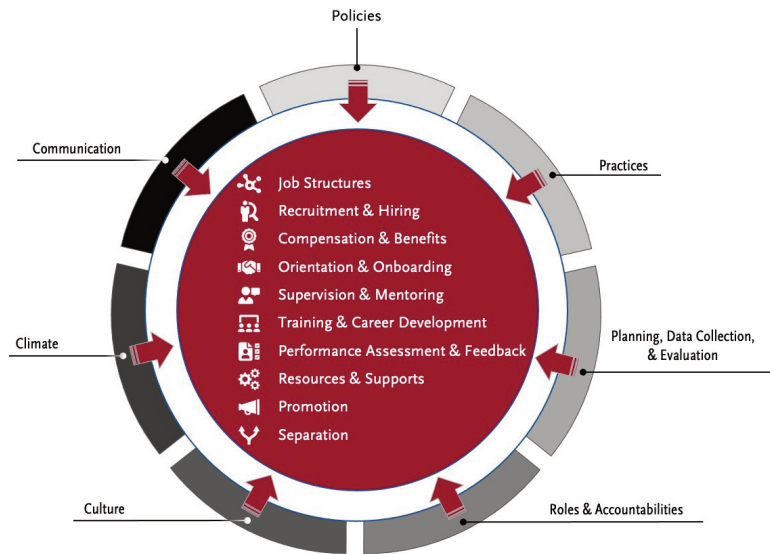 Policies
Communication
Practices
Job Structures
Recruitment & Hiring
Compensation & Benefits
Orientation & Onboarding
Supervision & Mentoring
Training & Career Development
Performance Assessment & Feedback
Resources & Supports
Promotion
Separation
Climate
Planning, Data Collection,
& Evaluation
Culture
Roles & Accountabilities